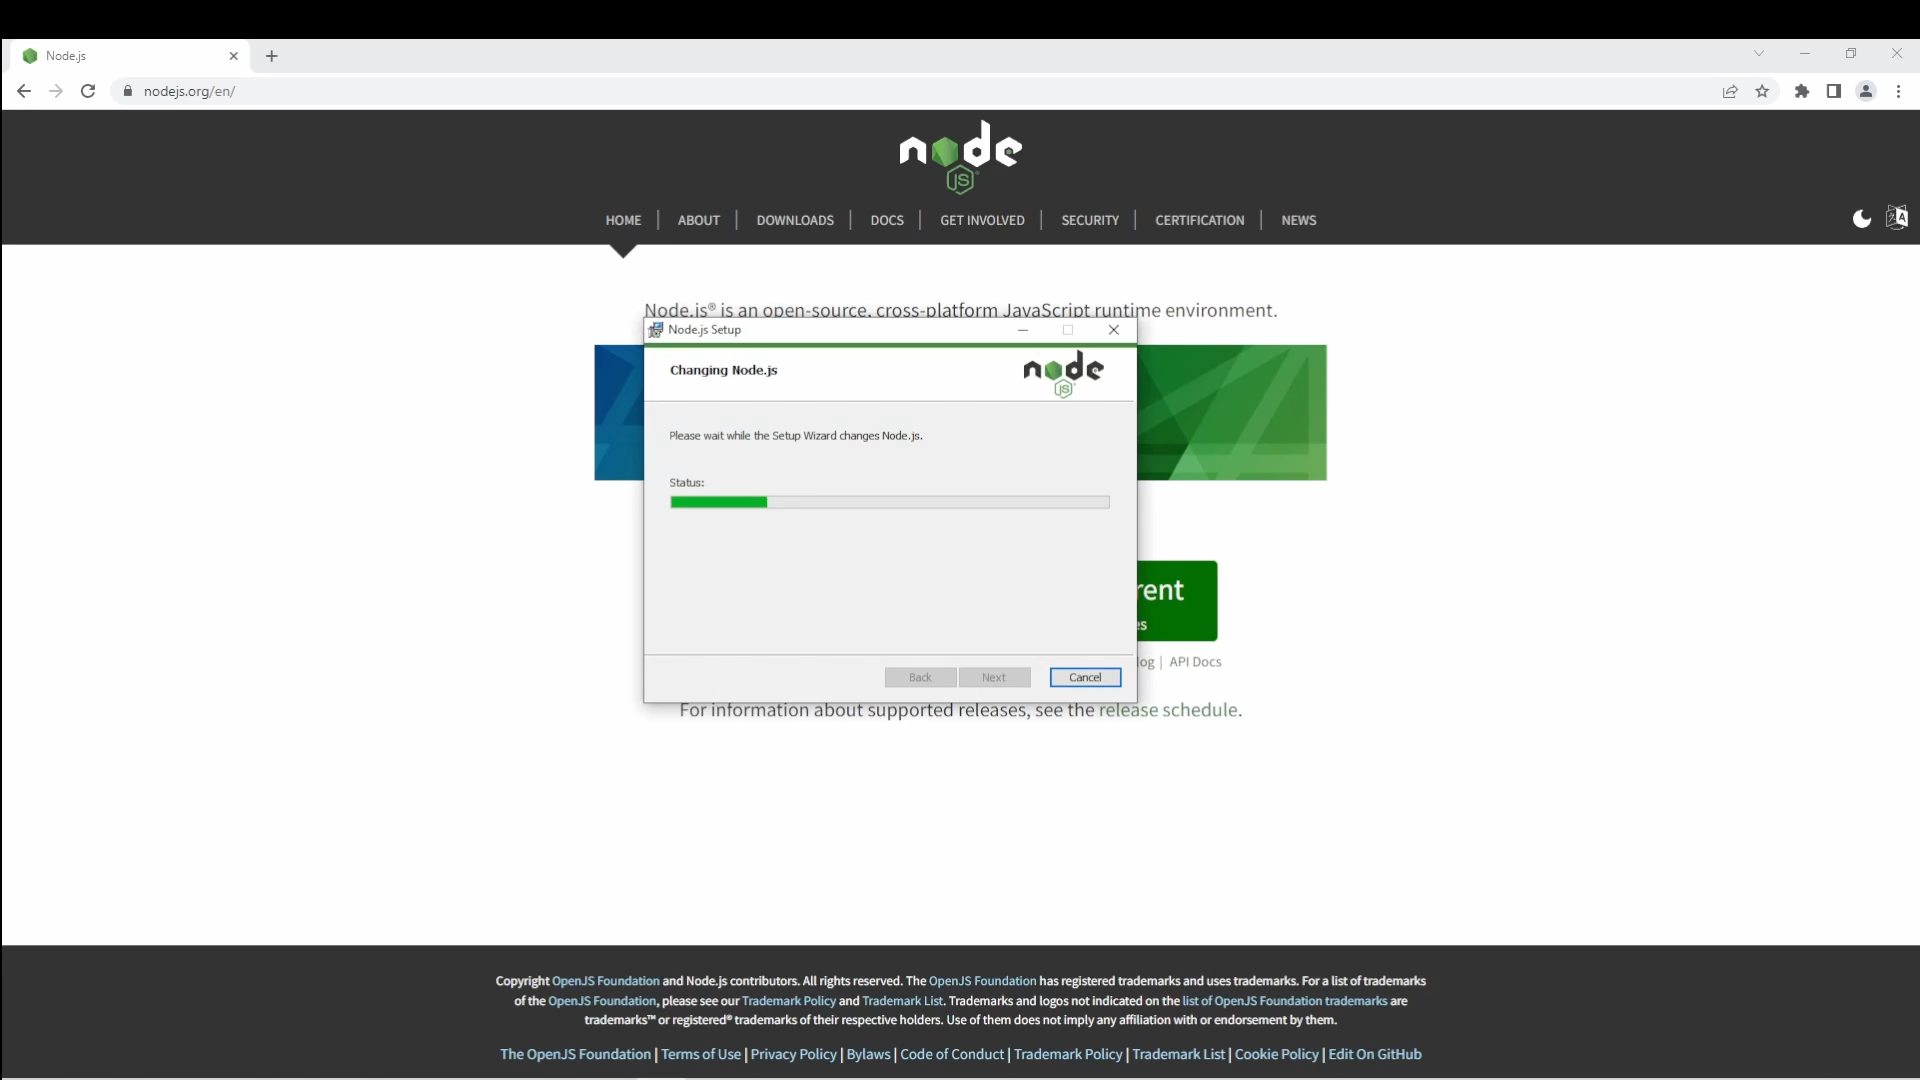 Node.js
nodejs.org/en/
node
JS
HOME | ABOUT | DOWNLOADS | DOCS | GET INVOLVED | SECURITY | CERTIFICATION | NEWS
Node.js® is an open-source, cross-platform JavaScript runtime environment.
Node.js Setup
Changing Node.js
node
JS
Please wait while the Setup Wizard changes Node.js.
Status:
rent
es
log | API Docs
Back Next Cancel
For information about supported releases, see the release schedule.
Copyright OpenJS Foundation and Node.js contributors. All rights reserved. The OpenJS Foundation has registered trademarks and uses trademarks. For a list of trademarks
of the OpenJS Foundation, please see our Trademark Policy and Trademark List. Trademarks and logos not indicated on the list of OpenJS Foundation trademarks are
trademarks™ or registered® trademarks of their respective holders. Use of them does not imply any affiliation with or endorsement by them.
The OpenJS Foundation | Terms of Use | Privacy Policy | Bylaws | Code of Conduct | Trademark Policy | Trademark List | Cookie Policy | Edit On GitHub